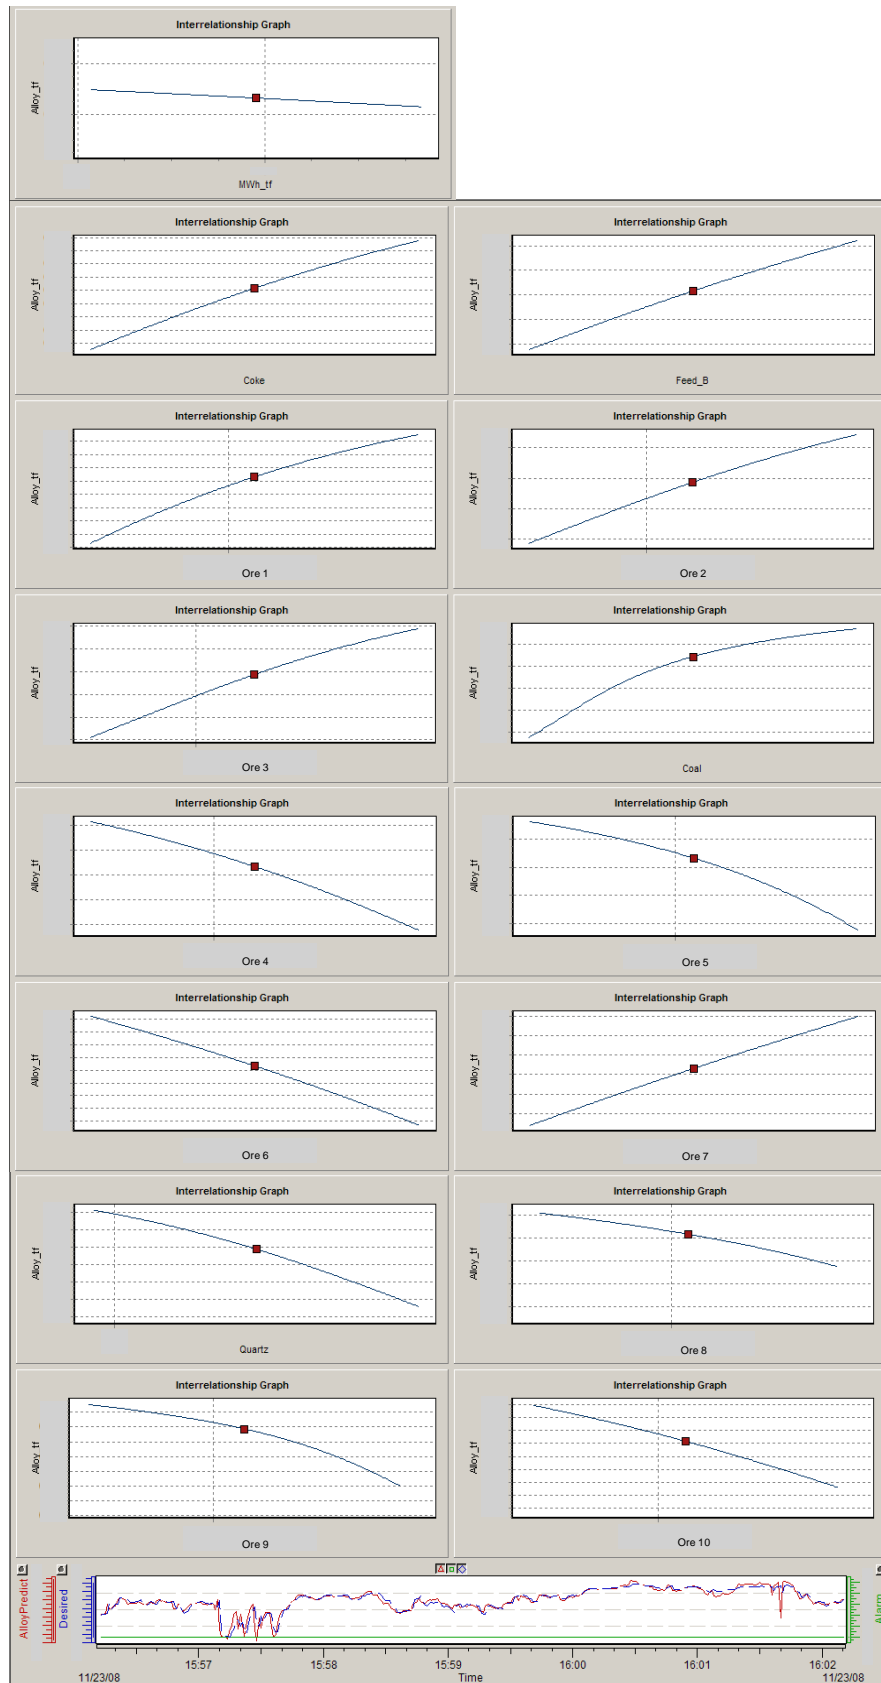 Interrelationship Graph
Alloy_tf
MWh_tf
Interrelationship Graph
Alloy_tf
Coke
Interrelationship Graph
Alloy_tf
Feed_B
Interrelationship Graph
Alloy_tf
Ore 1
Interrelationship Graph
Alloy_tf
Ore 2
Interrelationship Graph
Alloy_tf
Ore 3
Interrelationship Graph
Alloy_tf
Coal
Interrelationship Graph
Alloy_tf
Ore 4
Interrelationship Graph
Alloy_tf
Ore 5
Interrelationship Graph
Alloy_tf
Ore 6
Interrelationship Graph
Alloy_tf
Ore 7
Interrelationship Graph
Alloy_tf
Quartz
Interrelationship Graph
Alloy_tf
Ore 8
Interrelationship Graph
Alloy_tf
Ore 9
Interrelationship Graph
Alloy_tf
Ore 10
AlloyPredict
Desired
Alarm
15:57 15:58 15:59 16:00 16:01 16:02
11/23/08 Time 11/23/08